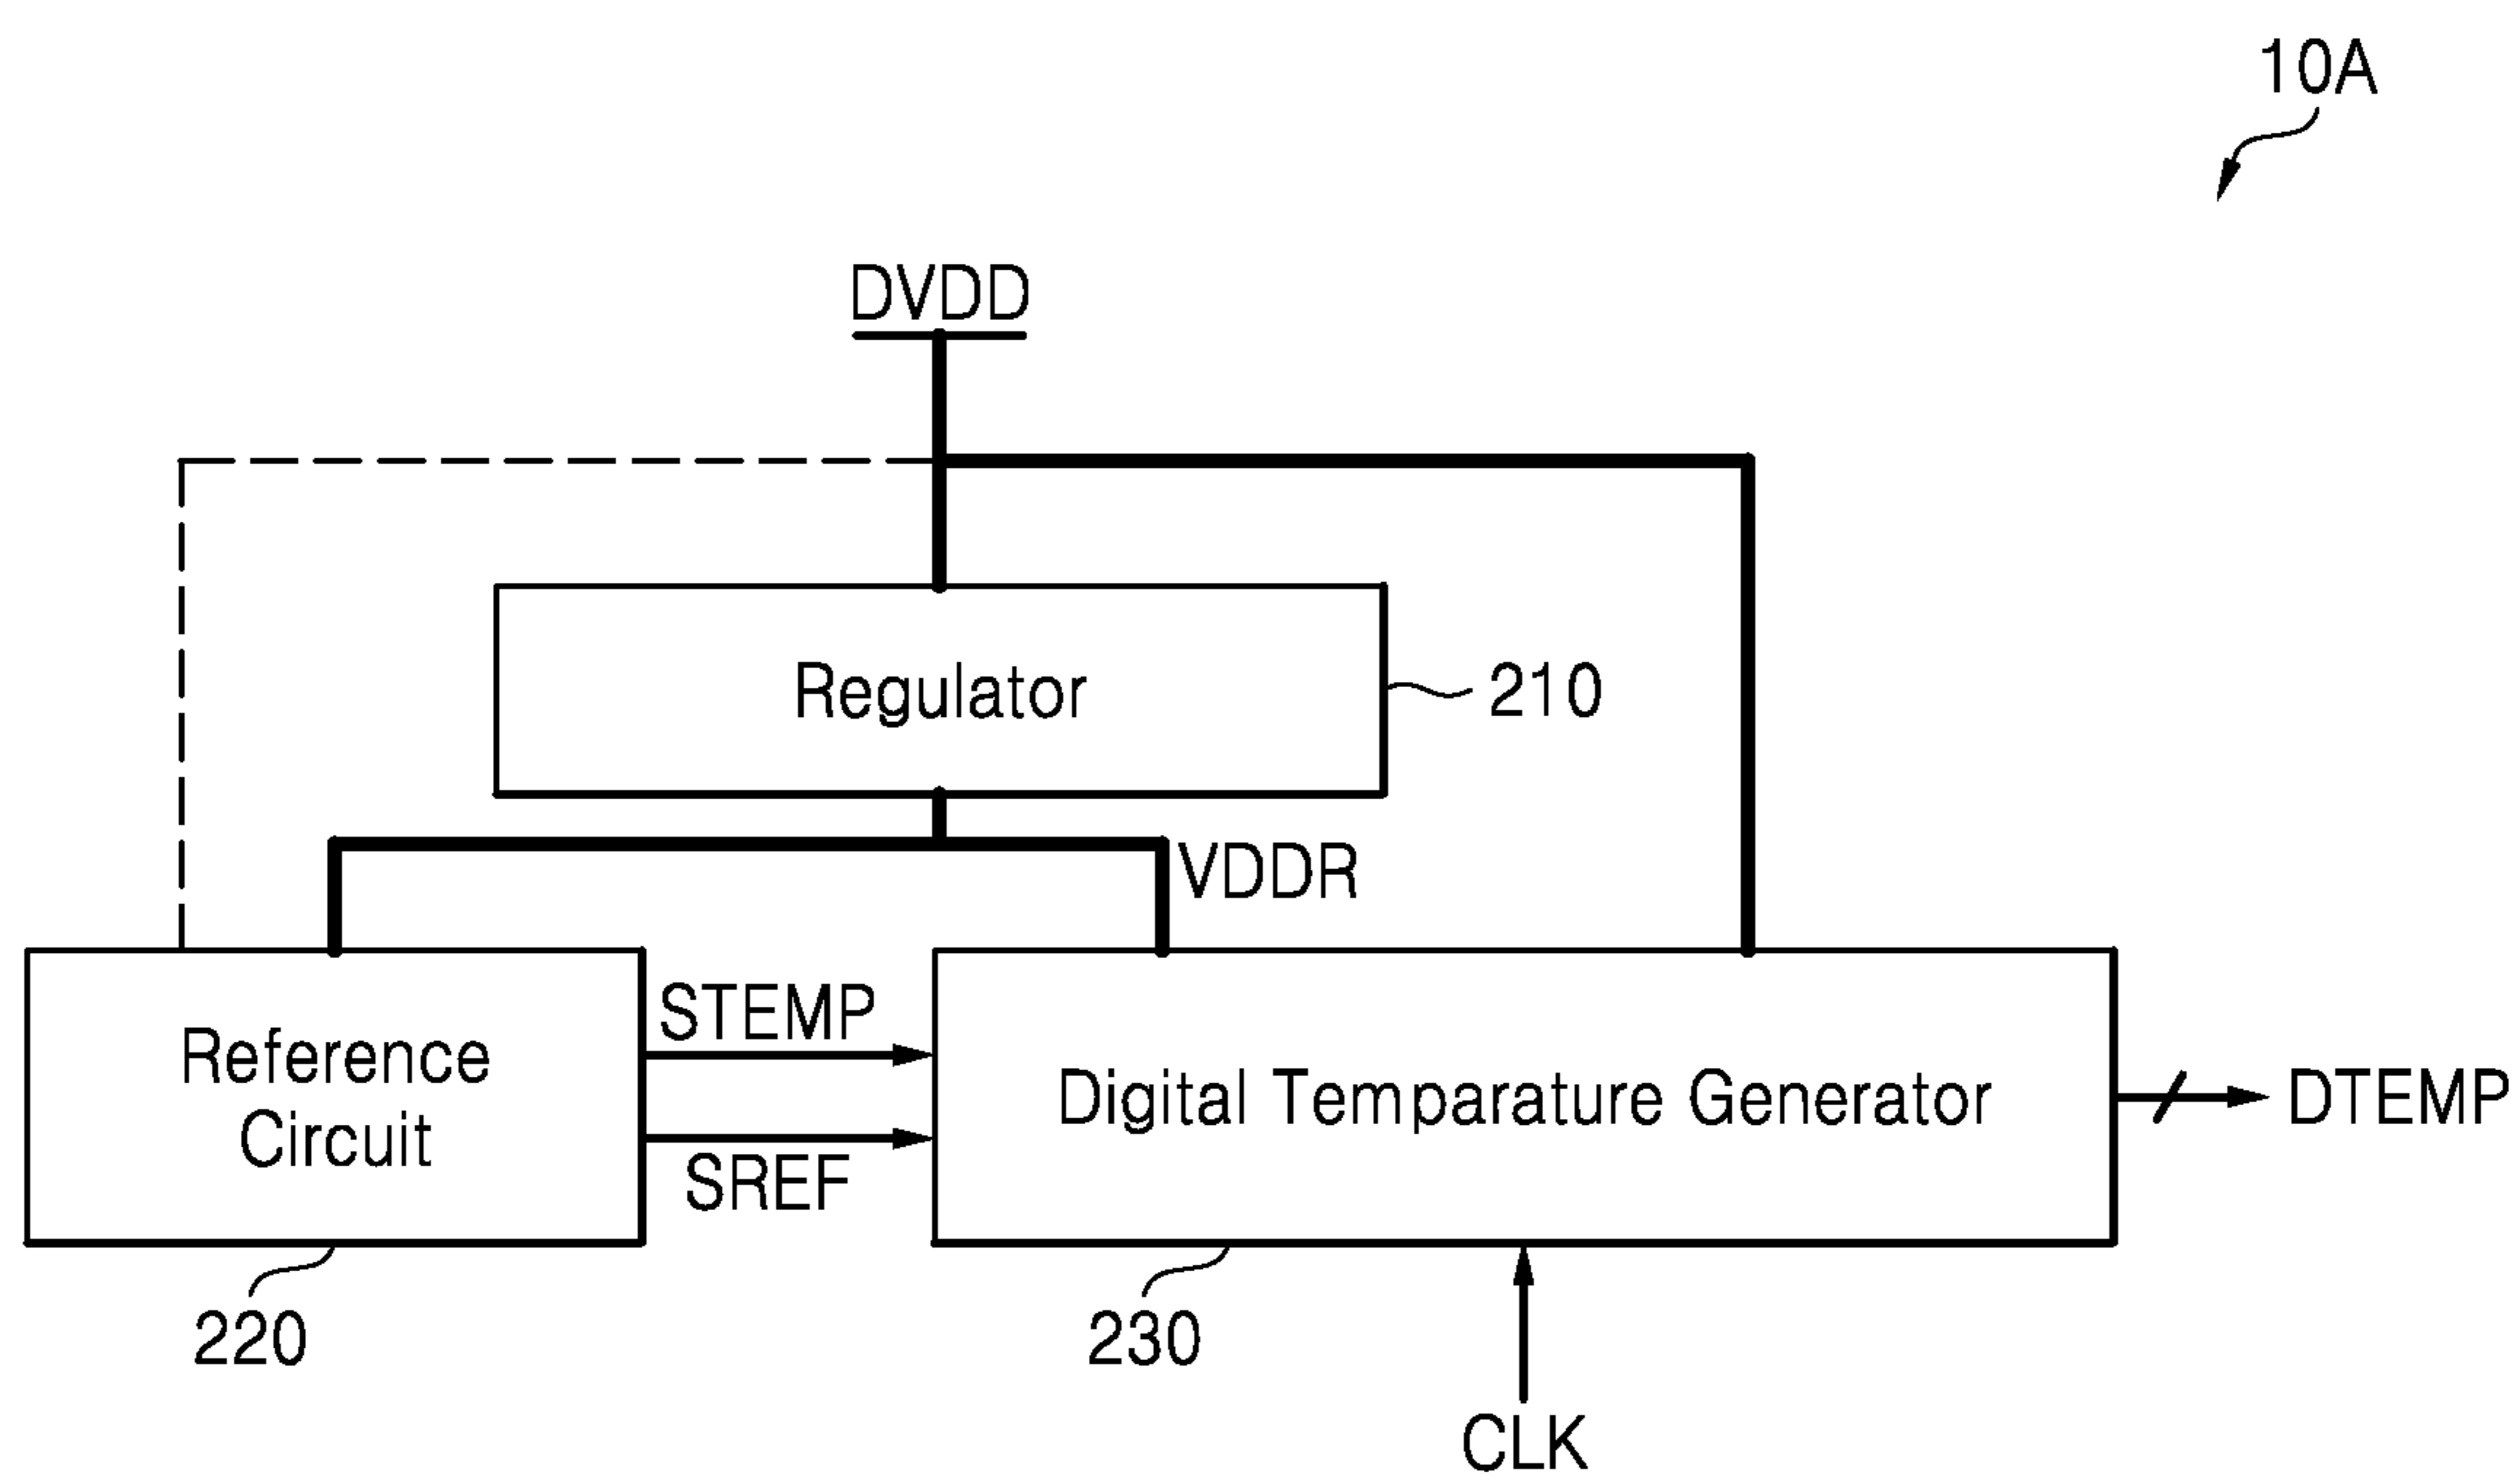 10A
DVDD
Regulator
210
VDDR
STEMP
Reference
Circuit
SREF
Digital Temparature Generator
DTEMP
220
230
CLK